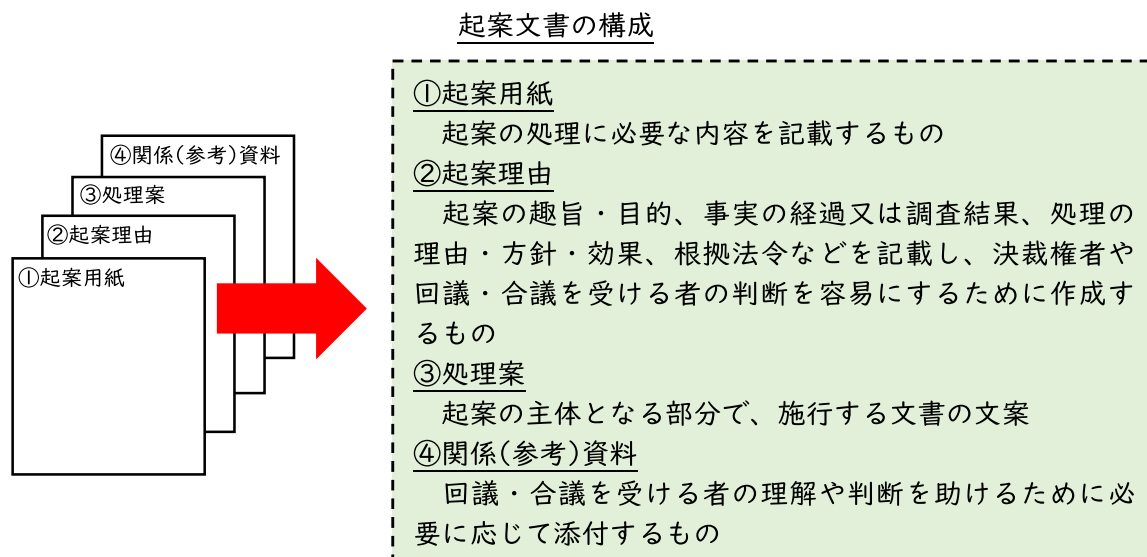 起案文書の構成
④関係(参考)資料
③処理案
②起案理由
①起案用紙
①起案用紙
起案の処理に必要な内容を記載するもの
②起案理由
起案の趣旨・目的、事実の経過又は調査結果、処理の
理由・方針・効果、根拠法令などを記載し、決裁権者や
回議・合議を受ける者の判断を容易にするために作成す
るもの
③処理案
起案の主体となる部分で、施行する文書の文案
④関係(参考)資料
回議・合議を受ける者の理解や判断を助けるために必
要に応じて添付するもの